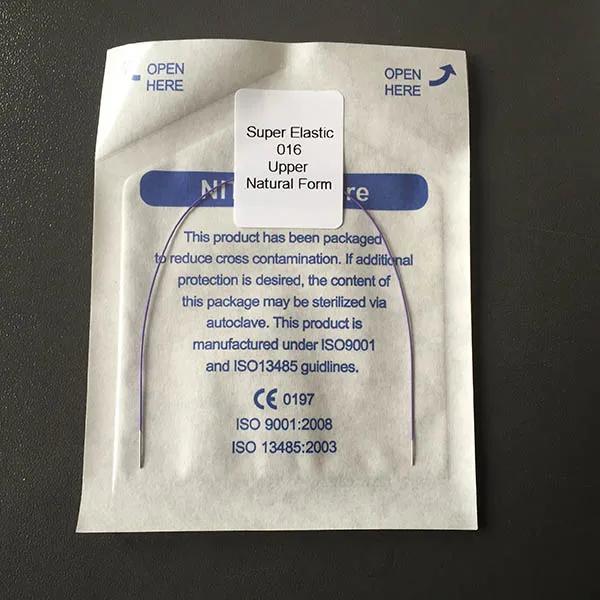 OPEN
HERE
OPEN
HERE
Super Elastic
016
Upper
Natural Form
NI re
This product has been packaged
to reduce cross contamination. If additional
protection is desired, the content of
this package may be sterilized via
autoclave. This product is
manufactured under ISO9001
and ISO13485 guidlines.
CE 0197
ISO 9001:2008
ISO 13485:2003